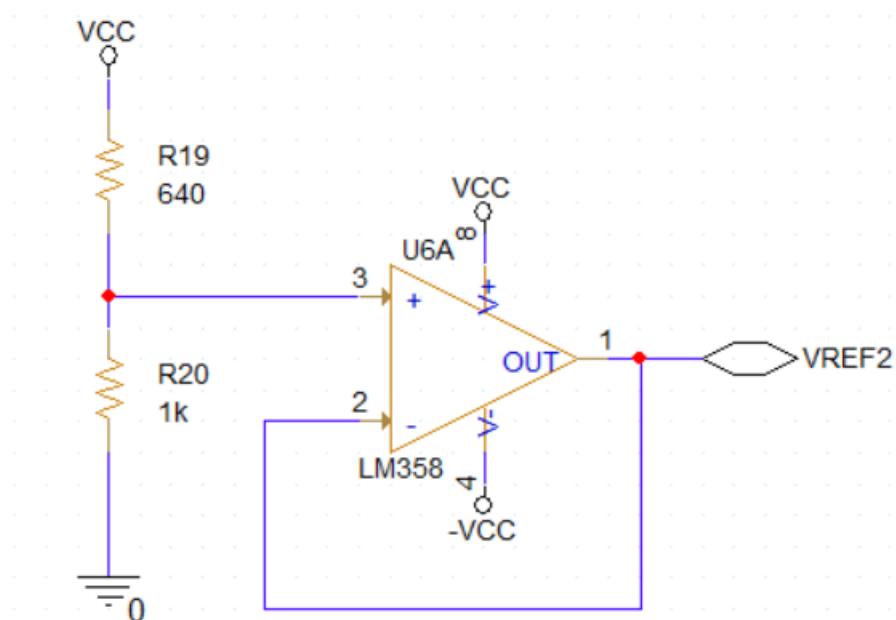 VCC
R19
640
VCC
8
U6A
3
+
V+
1
OUT
VREF2
R20
1k
2
-
V-
LM358
4
-VCC
0